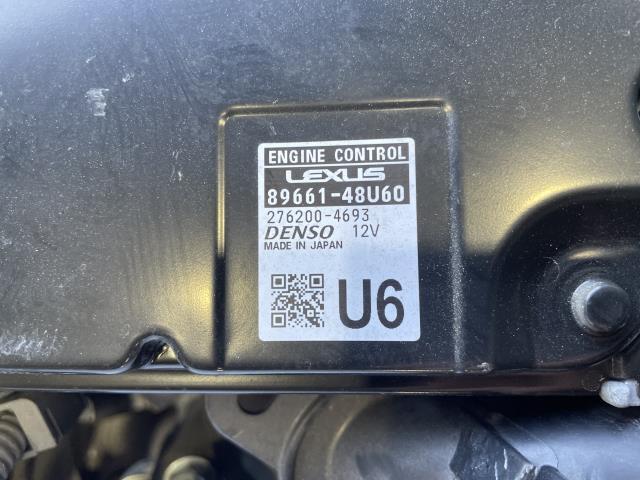 ENGINE CONTROL
LEXUS
89661-48U60
276200-4693
DENSO 12V
MADE IN JAPAN
U6